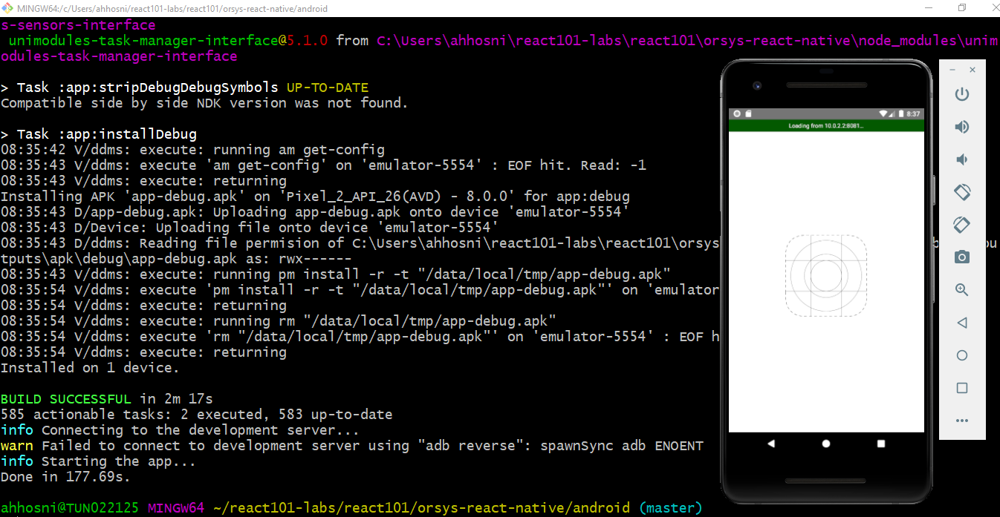 MINGW64:/c/Users/ahhosni/react101-labs/react101/orsys-react-native/android
s-sensors-interface
unimodules-task-manager-interface@5.1.0 from C:\Users\ahhosni\react101-labs\react101\orsys-react-native\node_modules\unim
odules-task-manager-interface
> Task :app:stripDebugDebugSymbols UP-TO-DATE
Compatible side by side NDK version was not found.
> Task :app:installDebug
08:35:42 V/ddms: execute: running am get-config
08:35:43 V/ddms: execute 'am get-config' on 'emulator-5554' : EOF hit. Read: -1
08:35:43 V/ddms: execute: returning
Installing APK 'app-debug.apk' on 'Pixel_2_API_26(AVD) - 8.0.0' for app:debug
08:35:43 D/app-debug.apk: Uploading app-debug.apk onto device 'emulator-5554'
08:35:43 D/Device: Uploading file onto device 'emulator-5554'
08:35:43 D/ddms: Reading file permision of C:\Users\ahhosni\react101-labs\react101\orsys
tputs\apk\debug\app-debug.apk as: rwx------
08:35:43 V/ddms: execute: running pm install -r -t "/data/local/tmp/app-debug.apk"
08:35:54 V/ddms: execute 'pm install -r -t "/data/local/tmp/app-debug.apk"' on 'emulator
08:35:54 V/ddms: execute: returning
08:35:54 V/ddms: execute: running rm "/data/local/tmp/app-debug.apk"
08:35:54 V/ddms: execute 'rm "/data/local/tmp/app-debug.apk"' on 'emulator-5554' : EOF h
08:35:54 V/ddms: execute: returning
Installed on 1 device.
BUILD SUCCESSFUL in 2m 17s
585 actionable tasks: 2 executed, 583 up-to-date
info Connecting to the development server...
warn Failed to connect to development server using "adb reverse": spawnSync adb ENOENT
info Starting the app...
Done in 177.69s.
ahhosni@TUN022125 MINGW64 ~/react101-labs/react101/orsys-react-native/android (master)
8:37
Loading from 10.0.2.2:8081...